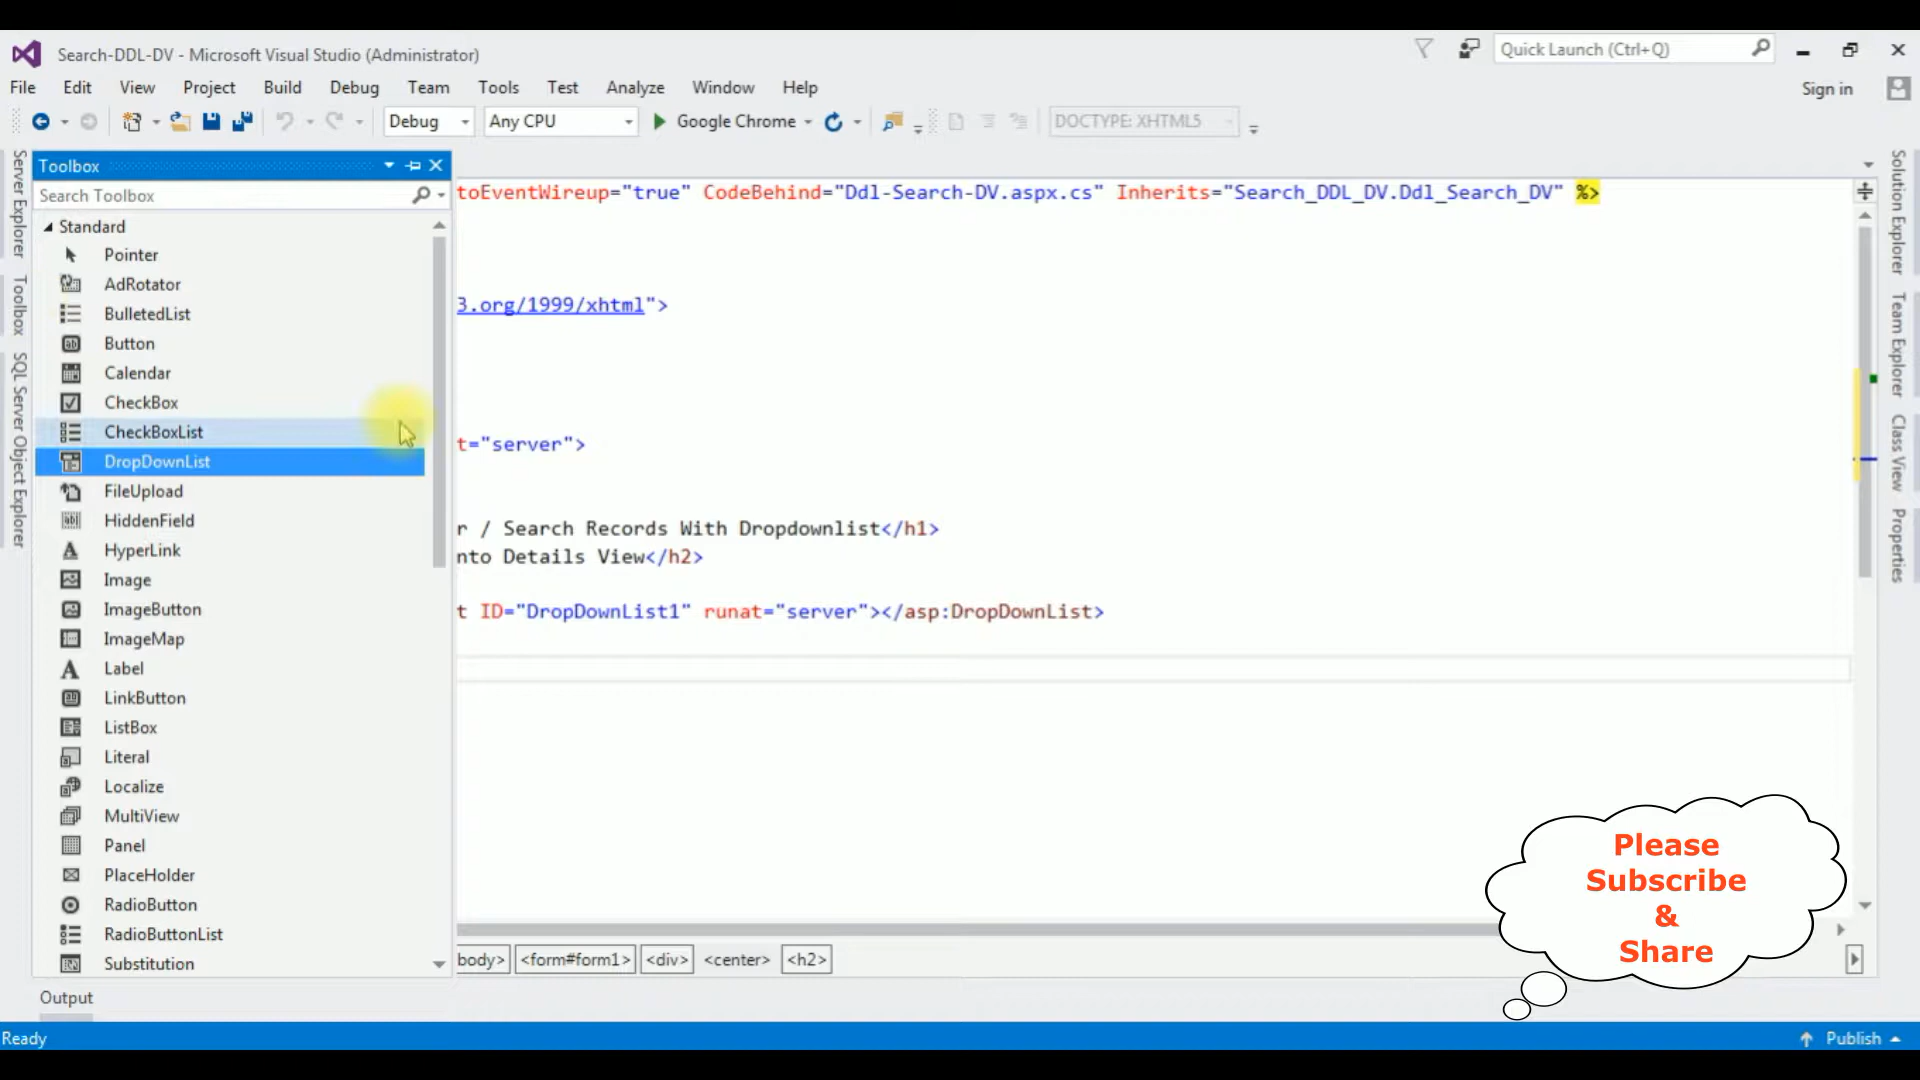 Search-DDL-DV - Microsoft Visual Studio (Administrator)
Quick Launch (Ctrl+Q)
File Edit View Project Build Debug Team Tools Test Analyze Window Help
Sign in
Debug Any CPU Google Chrome DOCTYPE: XHTML5
Server Explorer
Toolbox
SQL Server Object Explorer
Toolbox
Search Toolbox
Standard
Pointer
AdRotator
BulletedList
Button
Calendar
CheckBox
CheckBoxList
DropDownList
FileUpload
HiddenField
HyperLink
Image
ImageButton
ImageMap
Label
LinkButton
ListBox
Literal
Localize
MultiView
Panel
PlaceHolder
RadioButton
RadioButtonList
Substitution
toEventWireup="true" CodeBehind="Ddl-Search-DV.aspx.cs" Inherits="Search_DDL_DV.Ddl_Search_DV" %>
3.org/1999/xhtml">
t="server">
r / Search Records With Dropdownlist</h1>
nto Details View</h2>
t ID="DropDownList1" runat="server"></asp:DropDownList>
body> <form#form1> <div> <center> <h2>
Solution Explorer
Team Explorer
Class View
Properties
Please
Subscribe
&
Share
Output
Ready
Publish